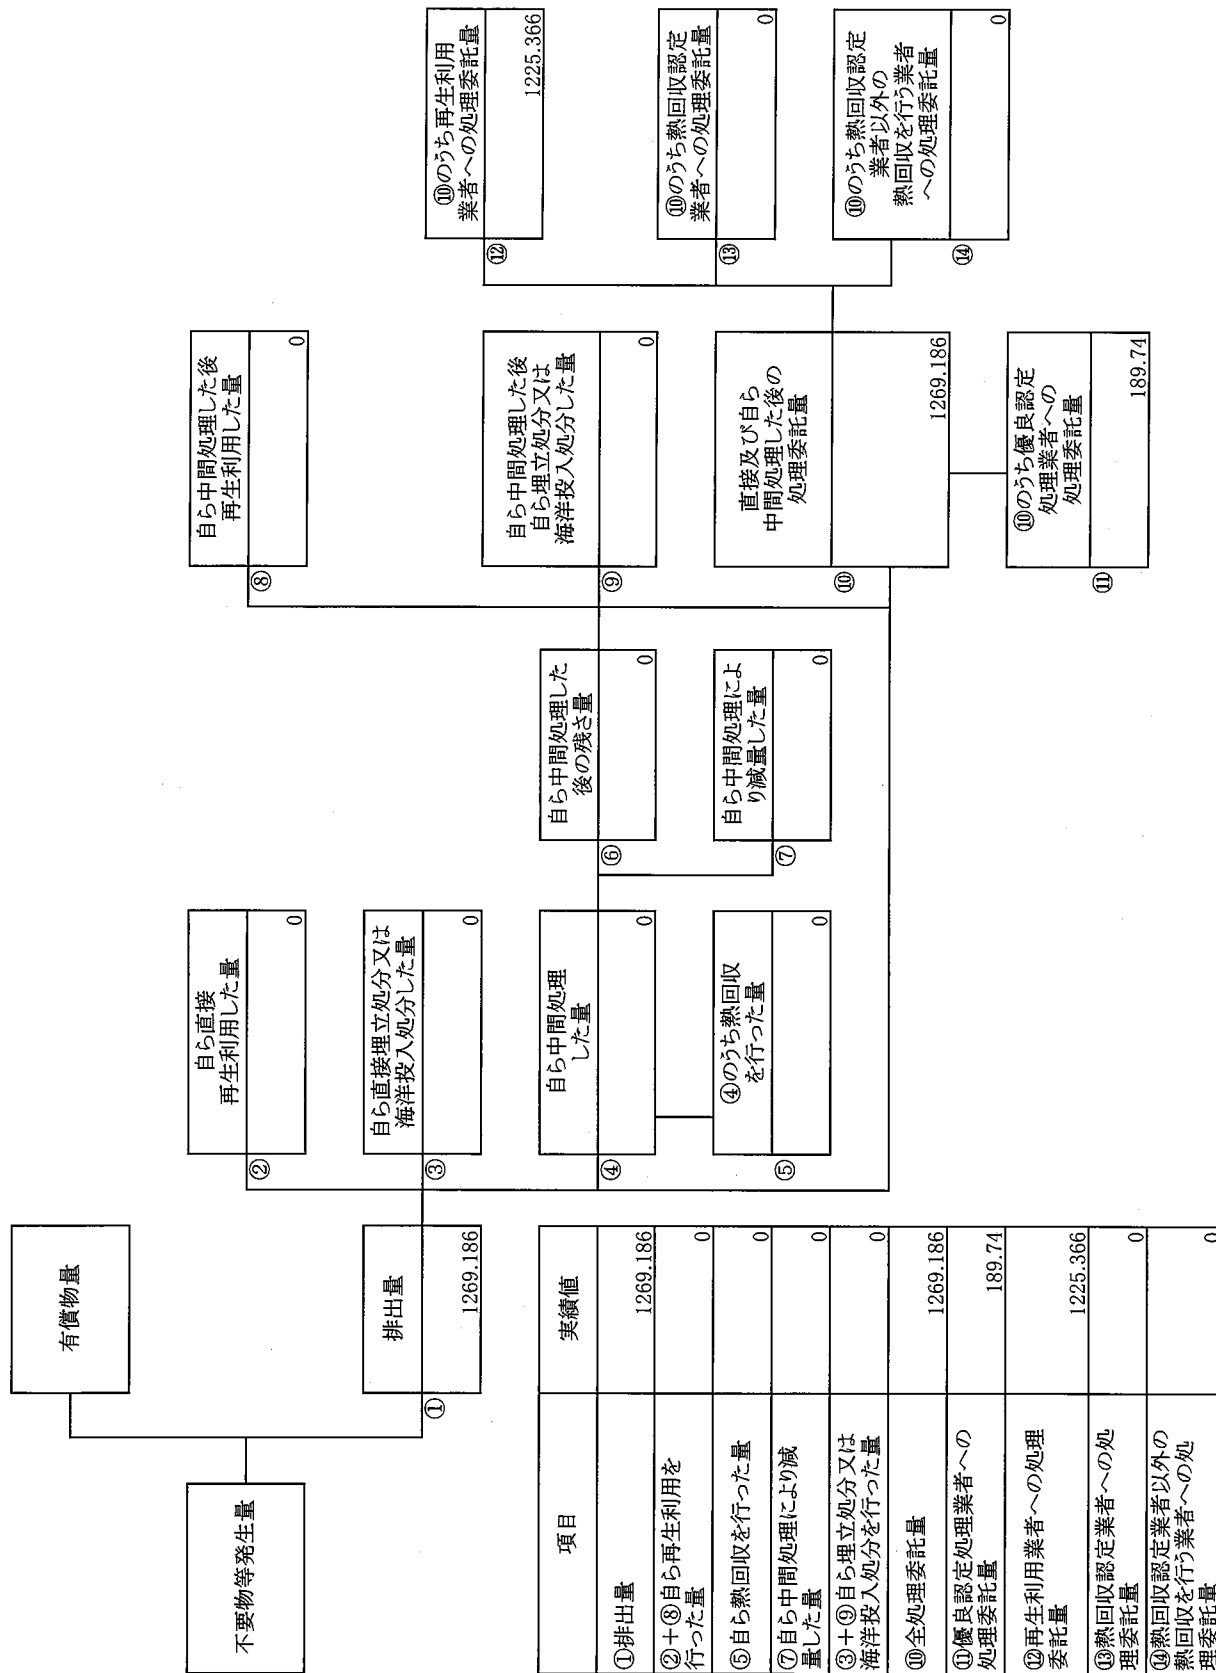 不要物等発生量
有償物量
排出量
①
1269.186
自ら直接
再生利用した量
②
0
自ら直接埋立処分又は
海洋投入処分した量
③
0
自ら中間処理
した量
④
0
④のうち熱回収
を行った量
⑤
0
自ら中間処理した
後の残さ量
⑥
0
自ら中間処理によ
り減量した量
⑦
0
自ら中間処理した後
再生利用した量
⑧
0
自ら中間処理した後
自ら埋立処分又は
海洋投入処分した量
⑨
0
直接及び自ら
中間処理した後の
処理委託量
⑩
1269.186
⑩のうち優良認定
処理業者への
処理委託量
⑪
189.74
⑩のうち再生利用
業者への処理委託量
⑫
1225.366
⑩のうち熱回収認定
業者への処理委託量
⑬
0
⑩のうち熱回収認定
業者以外の
熱回収を行う業者
への処理委託量
⑭
0
項目 実績値
①排出量 1269.186
②+⑧自ら再生利用を
行った量 0
⑤自ら熱回収を行った量 0
⑦自ら中間処理により減
量した量 0
③+⑨自ら埋立処分又は
海洋投入処分を行った量 0
⑩全処理委託量 1269.186
⑪優良認定処理業者への
処理委託量 189.74
⑫再生利用業者への処理
委託量 1225.366
⑬熱回収認定業者への処
理委託量 0
⑭熱回収認定業者以外の
熱回収を行う業者への処
理委託量 0